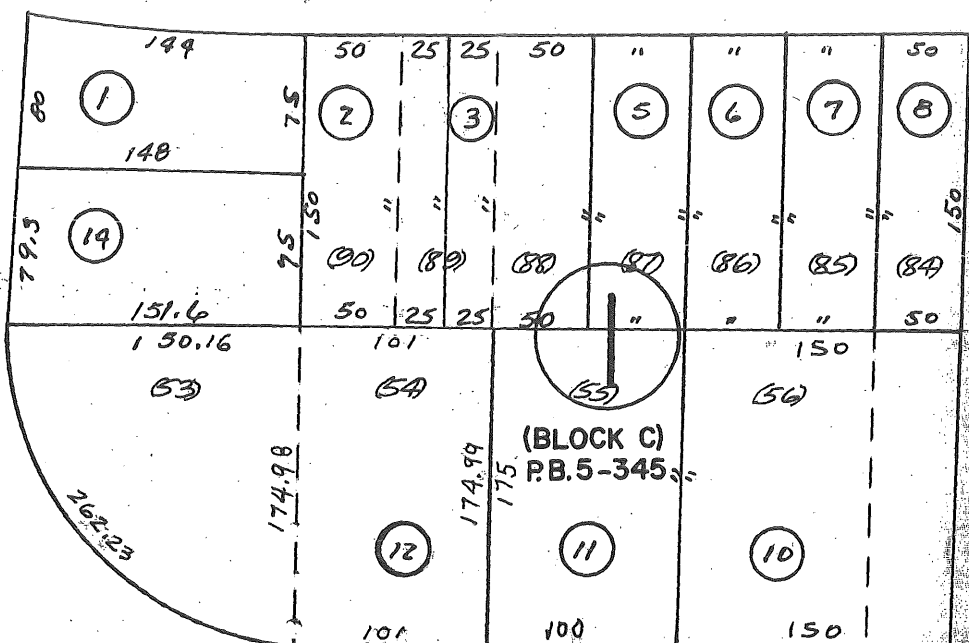 144 50 25 25 50 " " " 50
80 1 75 2 3 5 6 7 8
148
79.3 14 75 150 " " " " " " " " " " " 150
(90) (89) (88) (87) (86) (85) (84)
151.6 50 25 25 50 " " " 50
150.16 101 150
(53) (54) (55) (56)
(BLOCK C)
P.B.5-345 " "
262.23 174.98 174.99 175
12 11 10
101 100 150